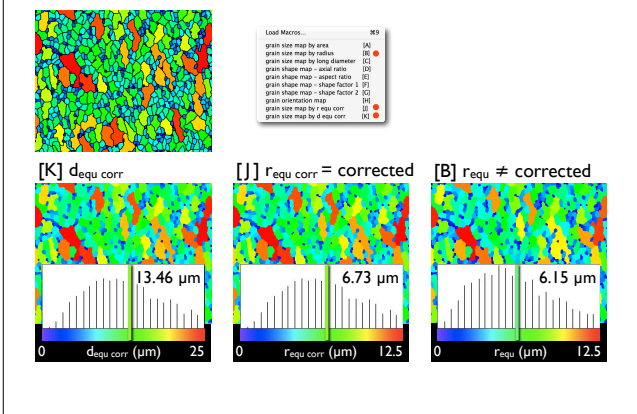 Load Macros... ⌘9
grain size map by area [A]
grain size map by radius [B]
grain size map by long diameter [C]
grain shape map – axial ratio [D]
grain shape map – aspect ratio [E]
grain shape map – shape factor 1 [F]
grain shape map – shape factor 2 [G]
grain orientation map [H]
grain size map by r equ corr [J]
grain size map by d equ corr [K]
[K] dequ corr
[J] requ corr = corrected
[B] requ ≠ corrected
13.46 µm
6.73 µm
6.15 µm
0 dequ corr (µm) 25
0 requ corr (µm) 12.5
0 requ (µm) 12.5